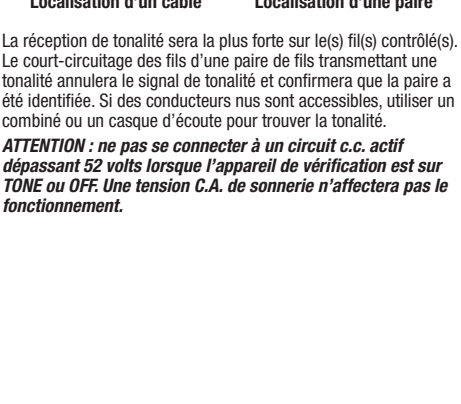 Localisation d'un câble Localisation d'une paire
La réception de tonalité sera la plus forte sur le(s) fil(s) contrôlé(s).
Le court-circuitage des fils d'une paire de fils transmettant une
tonalité annulera le signal de tonalité et confirmera que la paire a
été identifiée. Si des conducteurs nus sont accessibles, utiliser un
combiné ou un casque d'écoute pour trouver la tonalité.
ATTENTION : ne pas se connecter à un circuit c.c. actif
dépassant 52 volts lorsque l'appareil de vérification est sur
TONE ou OFF. Une tension C.A. de sonnerie n'affectera pas le
fonctionnement.